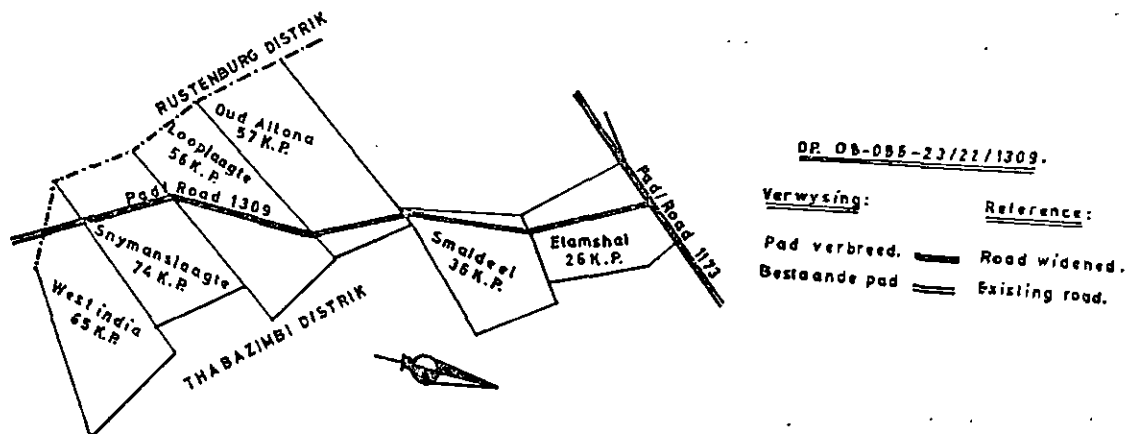 RUSTENBURG DISTRIK
Oud Altona
57 K.P.
Looplaagte
56 K.P.
Pad/Road 1309
Snymanslaagte
74 K.P.
West india
65 K.P.
THABAZIMBI DISTRIK
Smaldeel
36 K.P.
Elamshal
26 K.P.
Pad/Road 1173
DP. 08-085-23/22/1309.
Verwysing: Reference:
Pad verbreed. Road widened.
Bestaande pad Existing road.